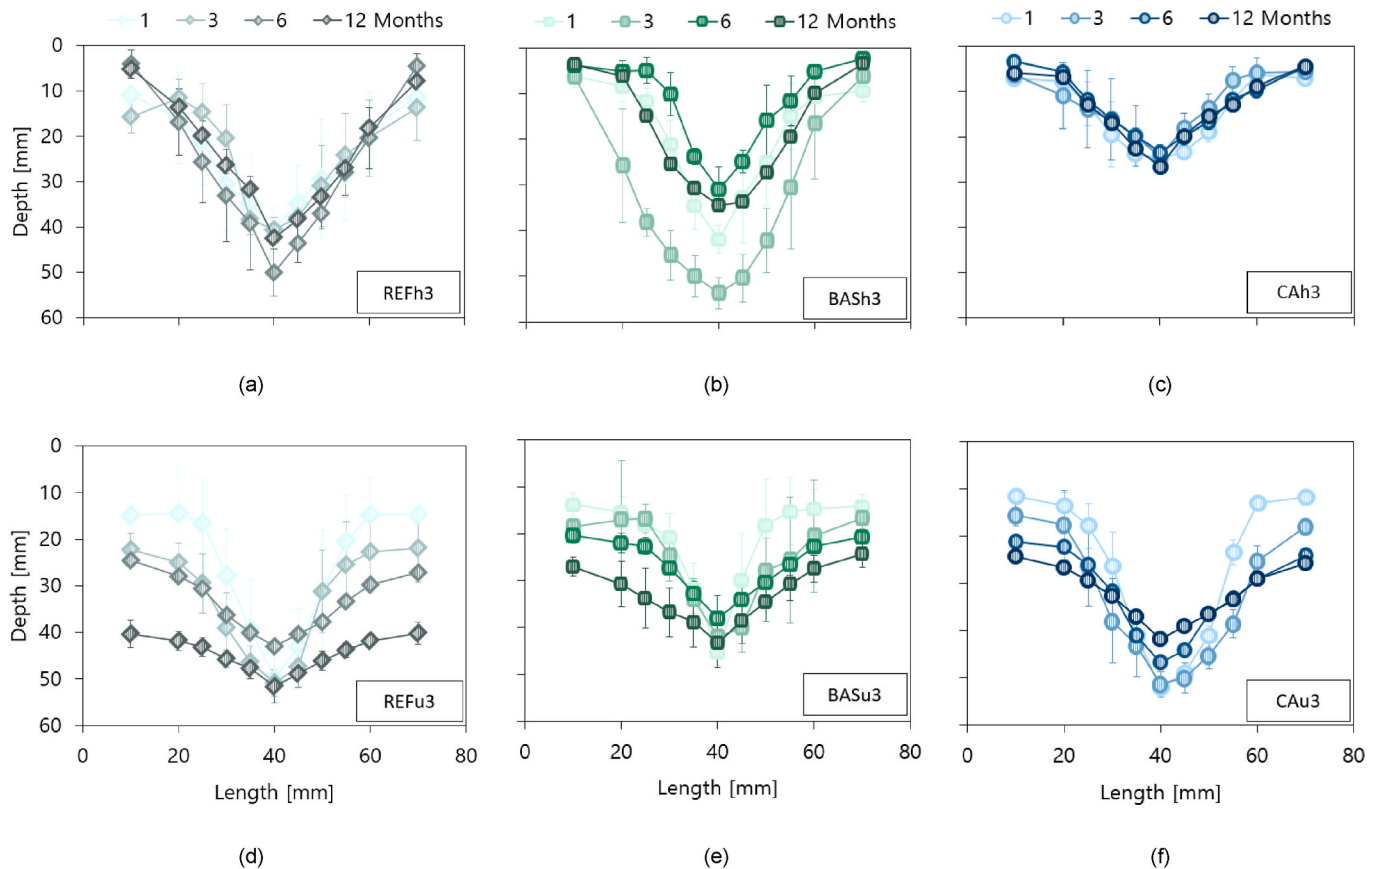 1 3 6 12 Months
1 3 6 12 Months
1 3 6 12 Months
Depth [mm]
0
10
20
30
40
50
60
REFh3
BASh3
CAh3
(a) (b) (c)
Depth [mm]
0
10
20
30
40
50
60
REFu3
BASu3
CAu3
0 20 40 60 80
0 20 40 60 80
0 20 40 60 80
Length [mm]
Length [mm]
Length [mm]
(d) (e) (f)